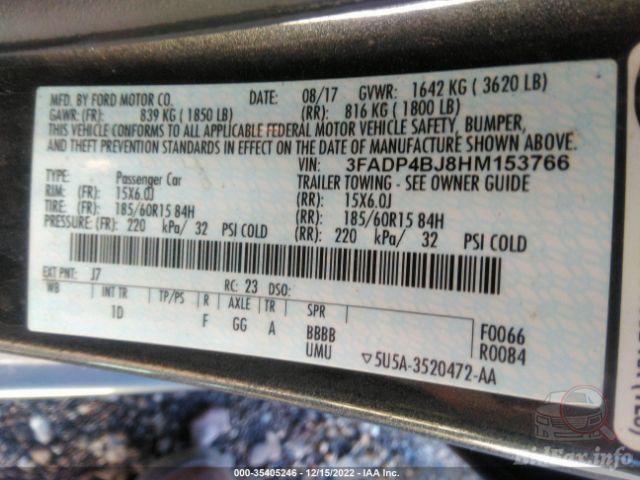 MFD. BY FORD MOTOR CO. DATE: 08/17 GVWR: 1642 KG ( 3620 LB)
GAWR: (FR): 839 KG ( 1850 LB) (RR): 816 KG ( 1800 LB)
THIS VEHICLE CONFORMS TO ALL APPLICABLE FEDERAL MOTOR VEHICLE SAFETY, BUMPER,
AND THEFT PREVENTION STANDARDS IN EFFECT ON THE DATE OF MANUFACTURE SHOWN ABOVE.
VIN: 3FADP4BJ8HM153766
TYPE: Passenger Car TRAILER TOWING - SEE OWNER GUIDE
RIM: (FR): 15X6.0J (RR): 15X6.0J
TIRE: (FR): 185/60R15 84H (RR): 185/60R15 84H
PRESSURE: (FR): 220 kPa/ 32 PSI COLD (RR): 220 kPa/ 32 PSI COLD
EXT PNT: J7 RC: 23 DSO:
WB INT TR TP/PS R AXLE TR SPR
1D F GG A BBBB F0066
UMU R0084
▽5U5A-3520472-AA
BidFax.info
000-35405246 - 12/15/2022 - IAA Inc.